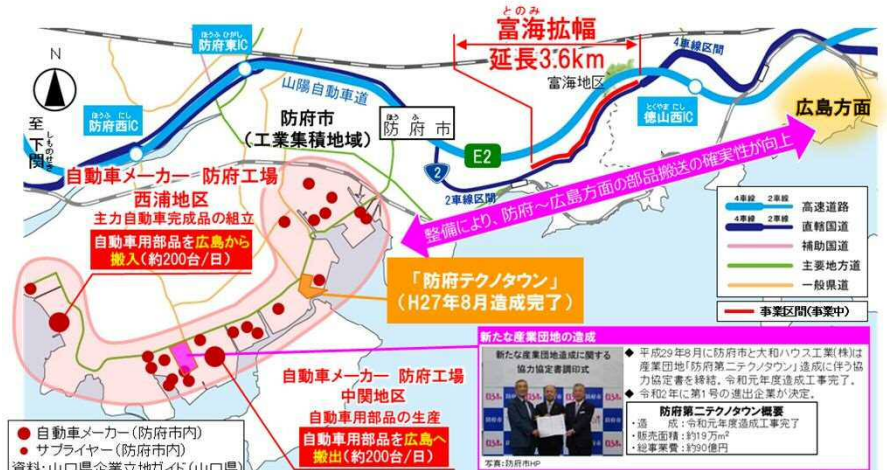 とのみ
富海拡幅
延長3.6km
富海地区
4車線区間
ほうふ ひがし
防府東IC
山陽自動車道
N
至
下関
しものせき
ほうふ にし
防府西IC
防府市
(工業集積地域)
ほう ふ
防府市
E2
2
2車線区間
とくやま にし
徳山西IC
広島方面
整備により、防府～広島方面の部品搬送の確実性が向上
自動車メーカー 防府工場
西浦地区
主力自動車完成品の組立
自動車用部品を広島から
搬入(約200台/日)
「防府テクノタウン」
(H27年8月造成完了)
4車線 2車線
高速道路
4車線 2車線
直轄国道
補助国道
主要地方道
一般県道
事業区間(事業中)
自動車メーカー 防府工場
中関地区
自動車用部品の生産
自動車用部品を広島へ
搬出(約200台/日)
自動車メーカー(防府市内)
サプライヤー(防府市内)
資料:山口県企業立地ガイド(山口県)
新たな産業団地の造成
新たな産業団地造成に関する
協力協定書調印式
写真:防府市HP
◆ 平成29年8月に防府市と大和ハウス工業(株)は
産業団地「防府第二テクノタウン」造成に伴う協
力協定書を締結。令和元年度造成工事完了。
◆ 令和2年に第1号の進出企業が決定。
防府第二テクノタウン概要
・造 成:令和元年度造成工事完了
・販売面積:約19万m²
・総事業費:約90億円